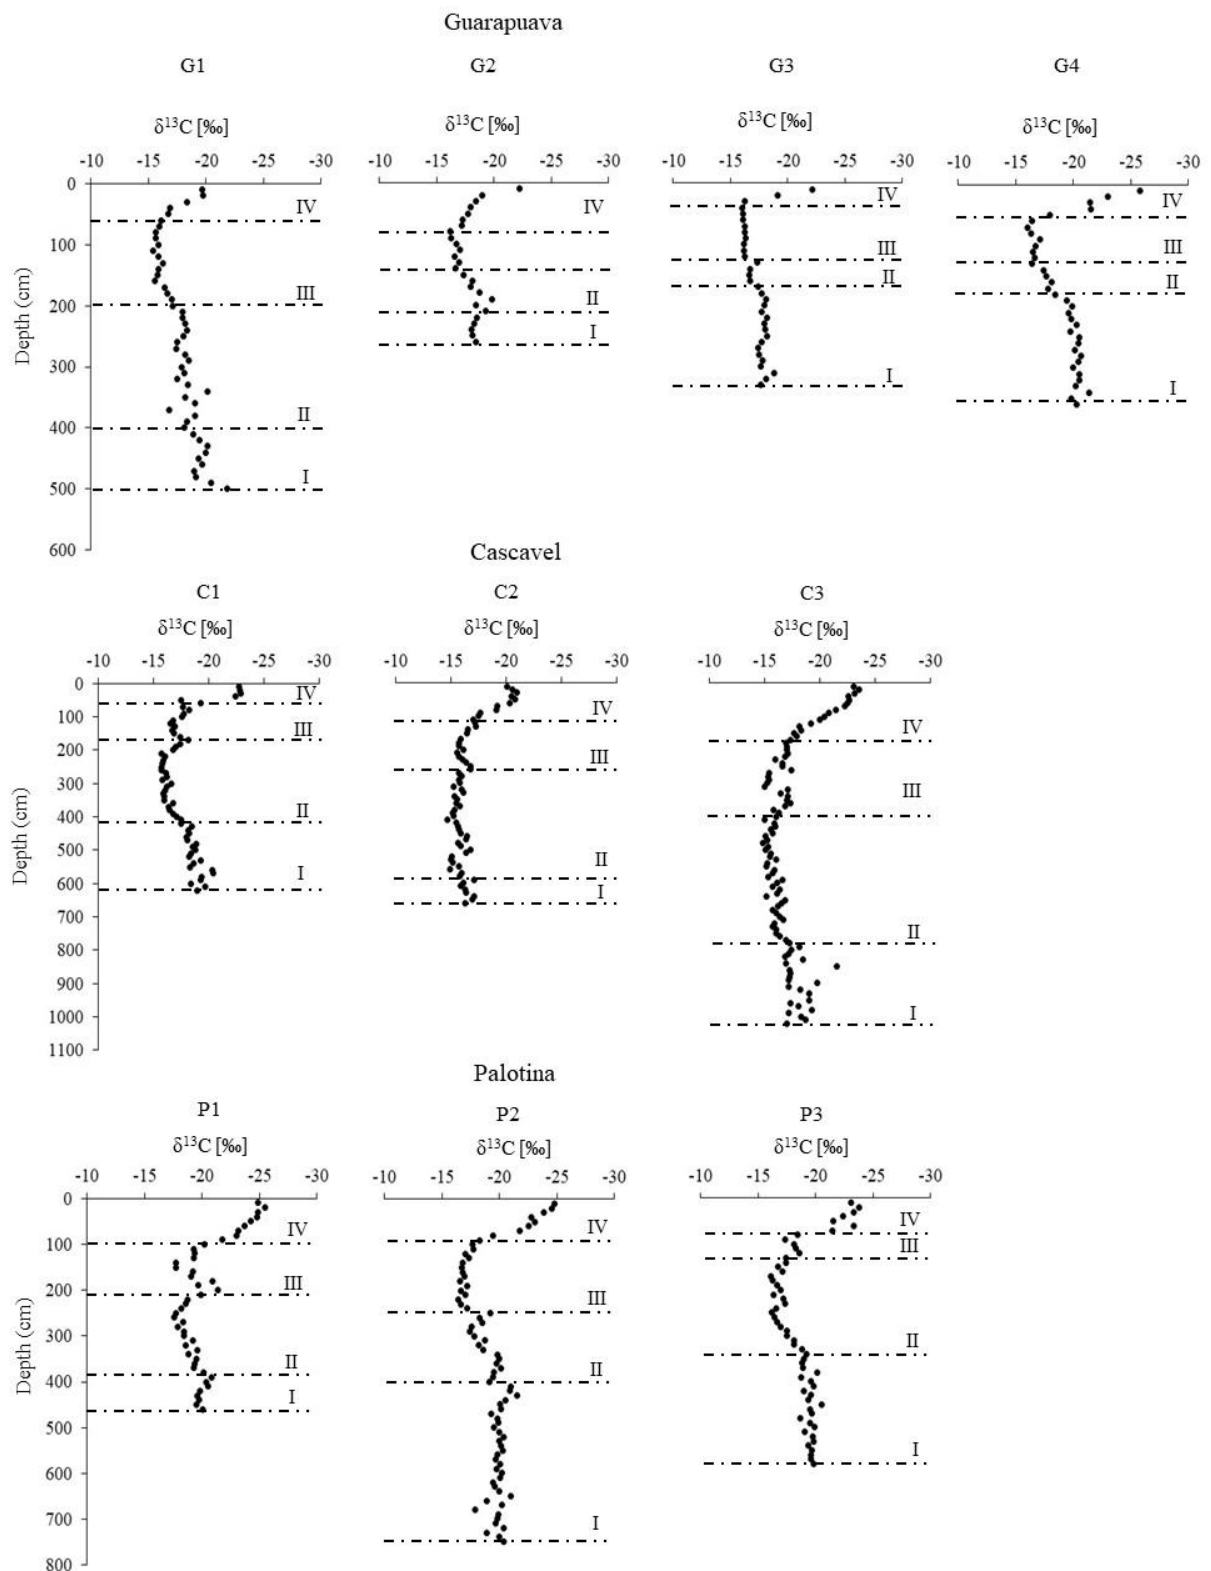 Guarapuava
G1 G2 G3 G4
δ¹³C [‰] δ¹³C [‰] δ¹³C [‰] δ¹³C [‰]
-10 -15 -20 -25 -30 -10 -15 -20 -25 -30 -10 -15 -20 -25 -30 -10 -15 -20 -25 -30
0
IV IV IV IV
100
III III
II
II
200
III II
I
300
I I
II
400
I
500
600
Depth (cm)
Cascavel
C1 C2 C3
δ¹³C [‰] δ¹³C [‰] δ¹³C [‰]
-10 -15 -20 -25 -30 -10 -15 -20 -25 -30 -10 -15 -20 -25 -30
0
IV IV IV
100
III III
200
300
III
II
400
500
II
I
600
I
700
II
800
900
1000
I
1100
Depth (cm)
Palotina
P1 P2 P3
δ¹³C [‰] δ¹³C [‰] δ¹³C [‰]
-10 -15 -20 -25 -30 -10 -15 -20 -25 -30 -10 -15 -20 -25 -30
0
IV IV IV
100
III
III III
200
300
II II II
400
I
500
I
600
700
I
800
Depth (cm)